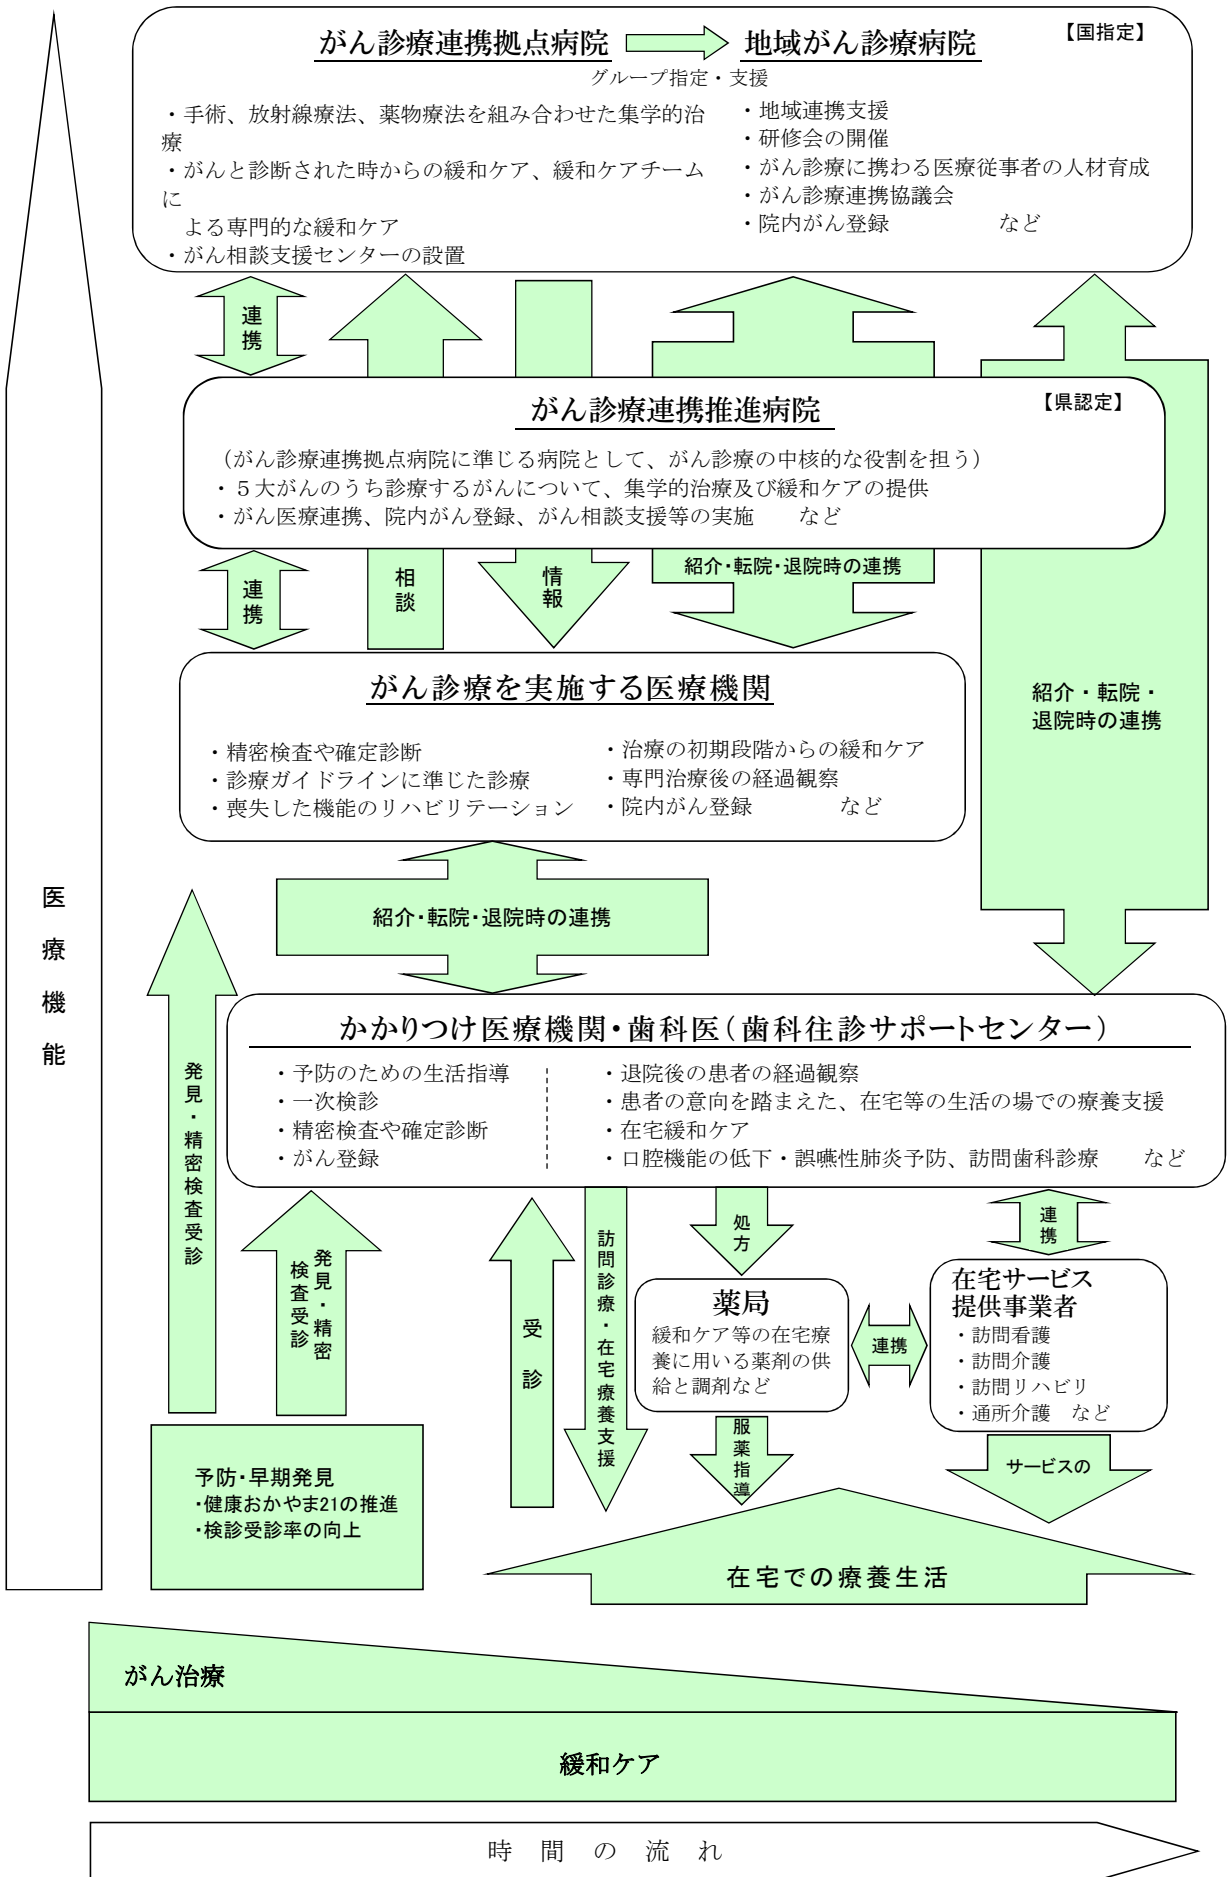 がん診療連携拠点病院
地域がん診療病院
【国指定】
グループ指定・支援
・手術、放射線療法、薬物療法を組み合わせた集学的治
療
・がんと診断された時からの緩和ケア、緩和ケアチーム
に
よる専門的な緩和ケア
・がん相談支援センターの設置
・地域連携支援
・研修会の開催
・がん診療に携わる医療従事者の人材育成
・がん診療連携協議会
・院内がん登録　　　　　など
連携
がん診療連携推進病院
【県認定】
(がん診療連携拠点病院に準じる病院として、がん診療の中核的な役割を担う)
・５大がんのうち診療するがんについて、集学的治療及び緩和ケアの提供
・がん医療連携、院内がん登録、がん相談支援等の実施　　など
連携
相談
情報
紹介・転院・退院時の連携
紹介・転院・
退院時の連携
がん診療を実施する医療機関
・精密検査や確定診断
・診療ガイドラインに準じた診療
・喪失した機能のリハビリテーション
・治療の初期段階からの緩和ケア
・専門治療後の経過観察
・院内がん登録　　　　など
紹介・転院・退院時の連携
医療機能
かかりつけ医療機関・歯科医(歯科往診サポートセンター)
・予防のための生活指導
・一次検診
・精密検査や確定診断
・がん登録
・退院後の患者の経過観察
・患者の意向を踏まえた、在宅等の生活の場での療養支援
・在宅緩和ケア
・口腔機能の低下・誤嚥性肺炎予防、訪問歯科診療　　など
発見・精密検査受診
発見・精密
検査受診
受診
訪問診療・在宅療養支援
処方
連携
薬局
緩和ケア等の在宅療
養に用いる薬剤の供
給と調剤など
連携
在宅サービス
提供事業者
・訪問看護
・訪問介護
・訪問リハビリ
・通所介護　など
服薬指導
サービスの
予防・早期発見
・健康おかやま21の推進
・検診受診率の向上
在宅での療養生活
がん治療
緩和ケア
時間の流れ